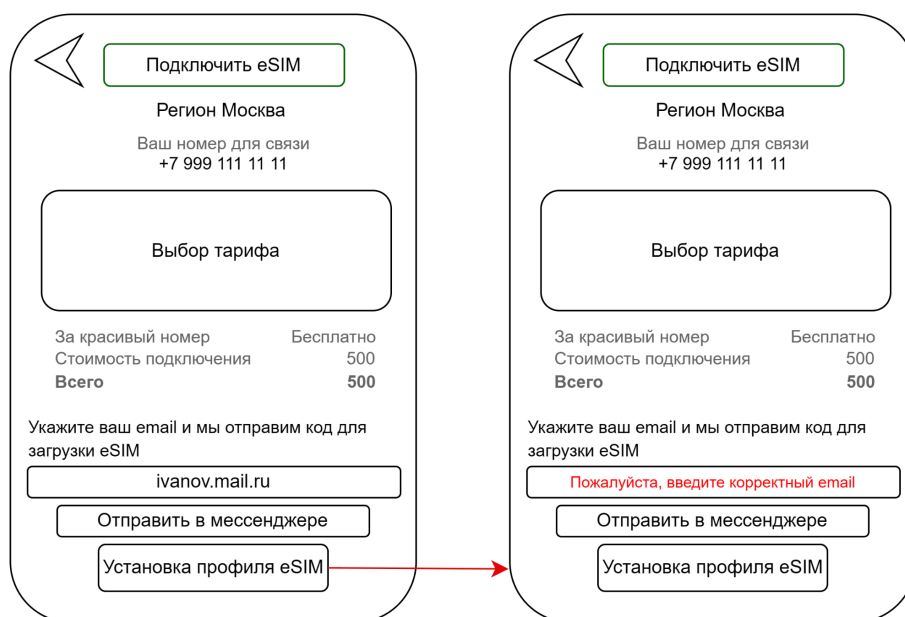 Подключить eSIM
Регион Москва
Ваш номер для связи
+7 999 111 11 11
Выбор тарифа
За красивый номер Бесплатно
Стоимость подключения 500
Всего 500
Укажите ваш email и мы отправим код для
загрузки eSIM
ivanov.mail.ru
Отправить в мессенджере
Установка профиля eSIM
Подключить eSIM
Регион Москва
Ваш номер для связи
+7 999 111 11 11
Выбор тарифа
За красивый номер Бесплатно
Стоимость подключения 500
Всего 500
Укажите ваш email и мы отправим код для
загрузки eSIM
Пожалуйста, введите корректный email
Отправить в мессенджере
Установка профиля eSIM